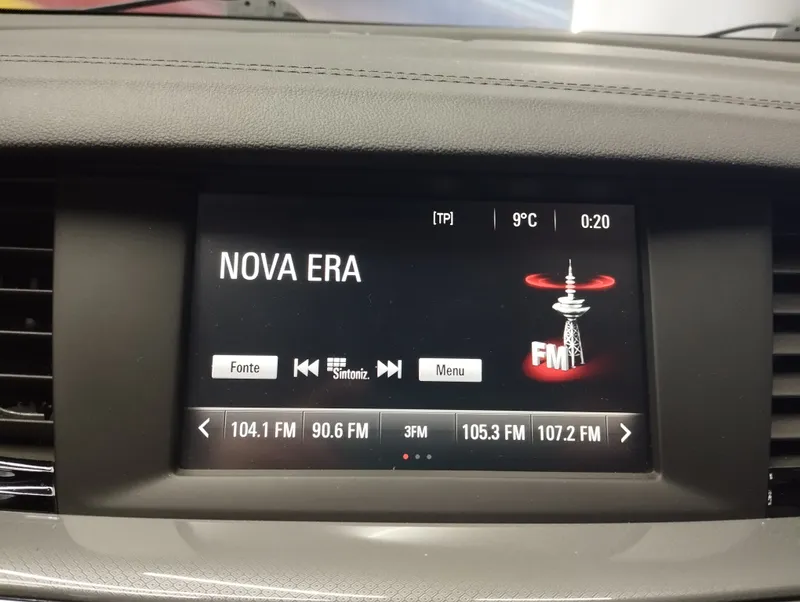 [TP] 9°C 0:20
NOVA ERA
FM
Fonte Sintoniz. Menu
104.1 FM 90.6 FM 3FM 105.3 FM 107.2 FM